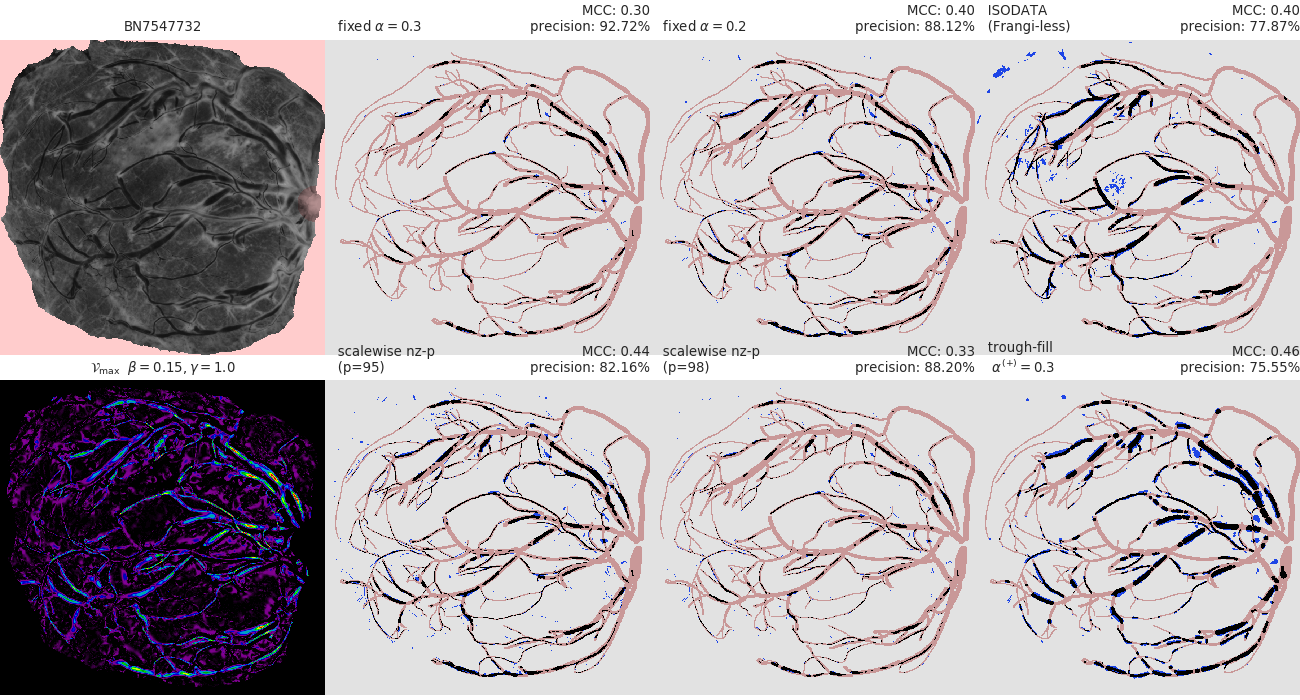 BN7547732
fixed α = 0.3
MCC: 0.30
precision: 92.72%
fixed α = 0.2
MCC: 0.40
precision: 88.12%
ISODATA
(Frangi-less)
MCC: 0.40
precision: 77.87%
𝒱max β = 0.15, γ = 1.0
scalewise nz-p
(p=95)
MCC: 0.44
precision: 82.16%
scalewise nz-p
(p=98)
MCC: 0.33
precision: 88.20%
trough-fill
α(+) = 0.3
MCC: 0.46
precision: 75.55%